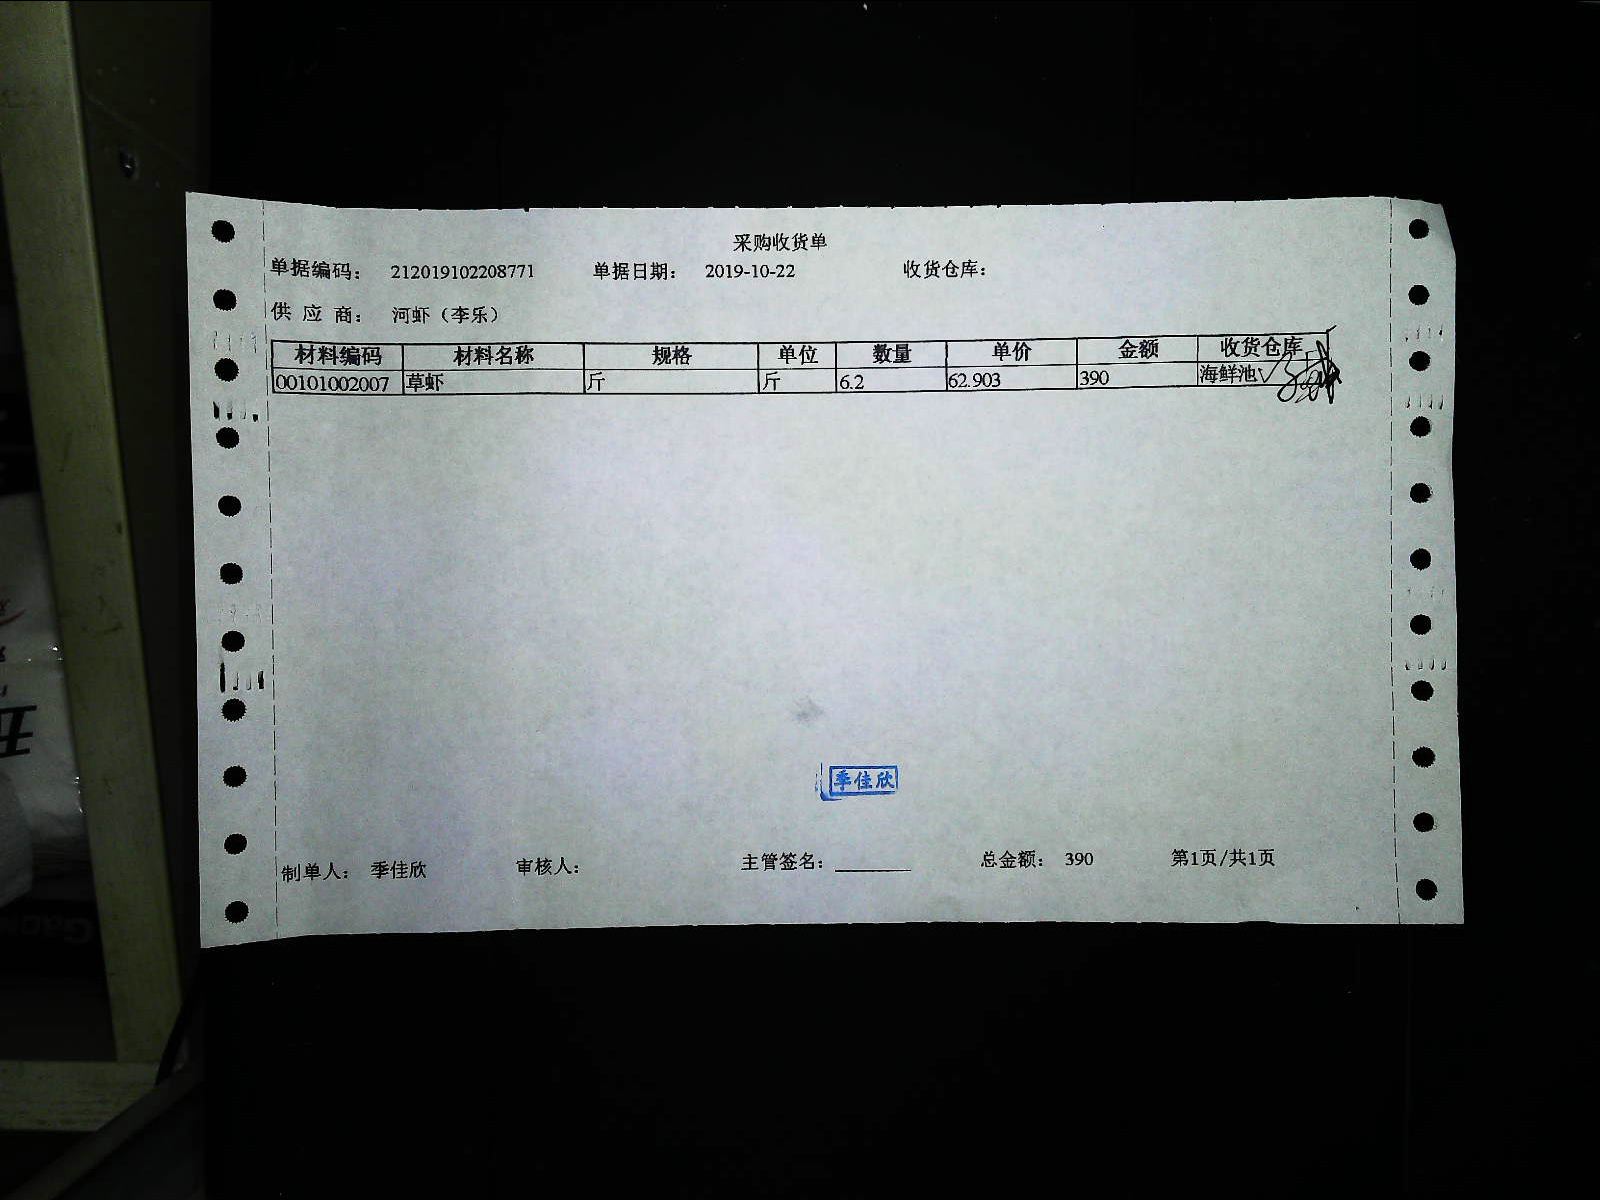 采购收货单
单据编码： 212019102208771 单据日期： 2019-10-22 收货仓库：
供 应 商： 河虾（李乐）
材料编码 材料名称 规格 单位 数量 单价 金额 收货仓库
00101002007 草虾 斤 斤 6.2 62.903 390 海鲜池
季佳欣
制单人： 季佳欣 审核人： 主管签名： 总金额： 390 第1页/共1页